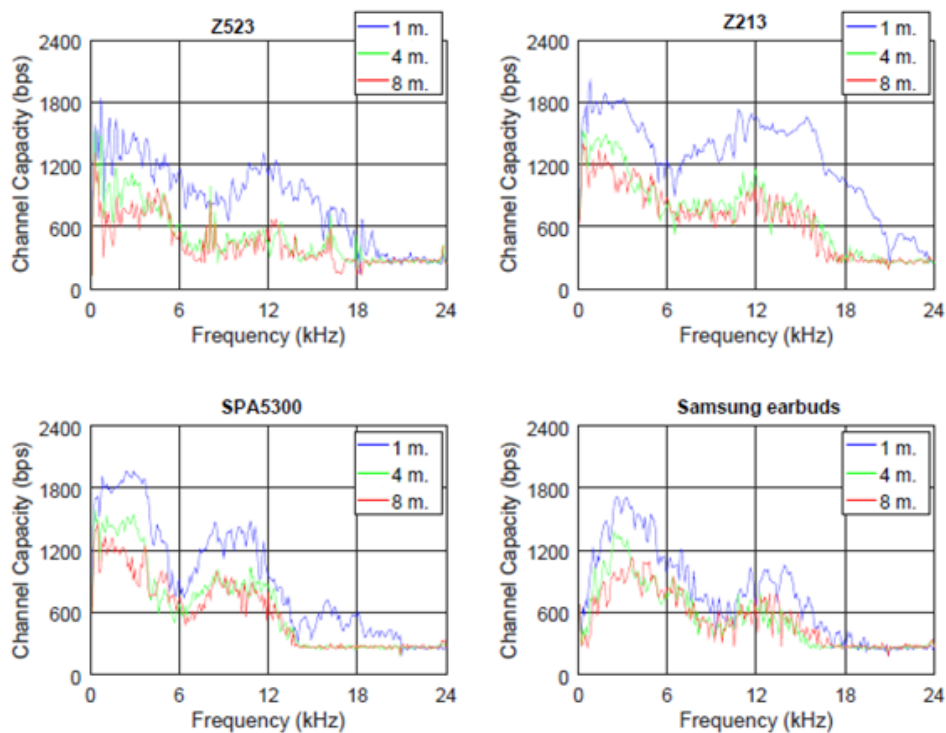 Z523
1 m.
4 m.
8 m.
Channel Capacity (bps)
2400
1800
1200
600
0
0 6 12 18 24
Frequency (kHz)
Z213
1 m.
4 m.
8 m.
Channel Capacity (bps)
2400
1800
1200
600
0
0 6 12 18 24
Frequency (kHz)
SPA5300
1 m.
4 m.
8 m.
Channel Capacity (bps)
2400
1800
1200
600
0
0 6 12 18 24
Frequency (kHz)
Samsung earbuds
1 m.
4 m.
8 m.
Channel Capacity (bps)
2400
1800
1200
600
0
0 6 12 18 24
Frequency (kHz)